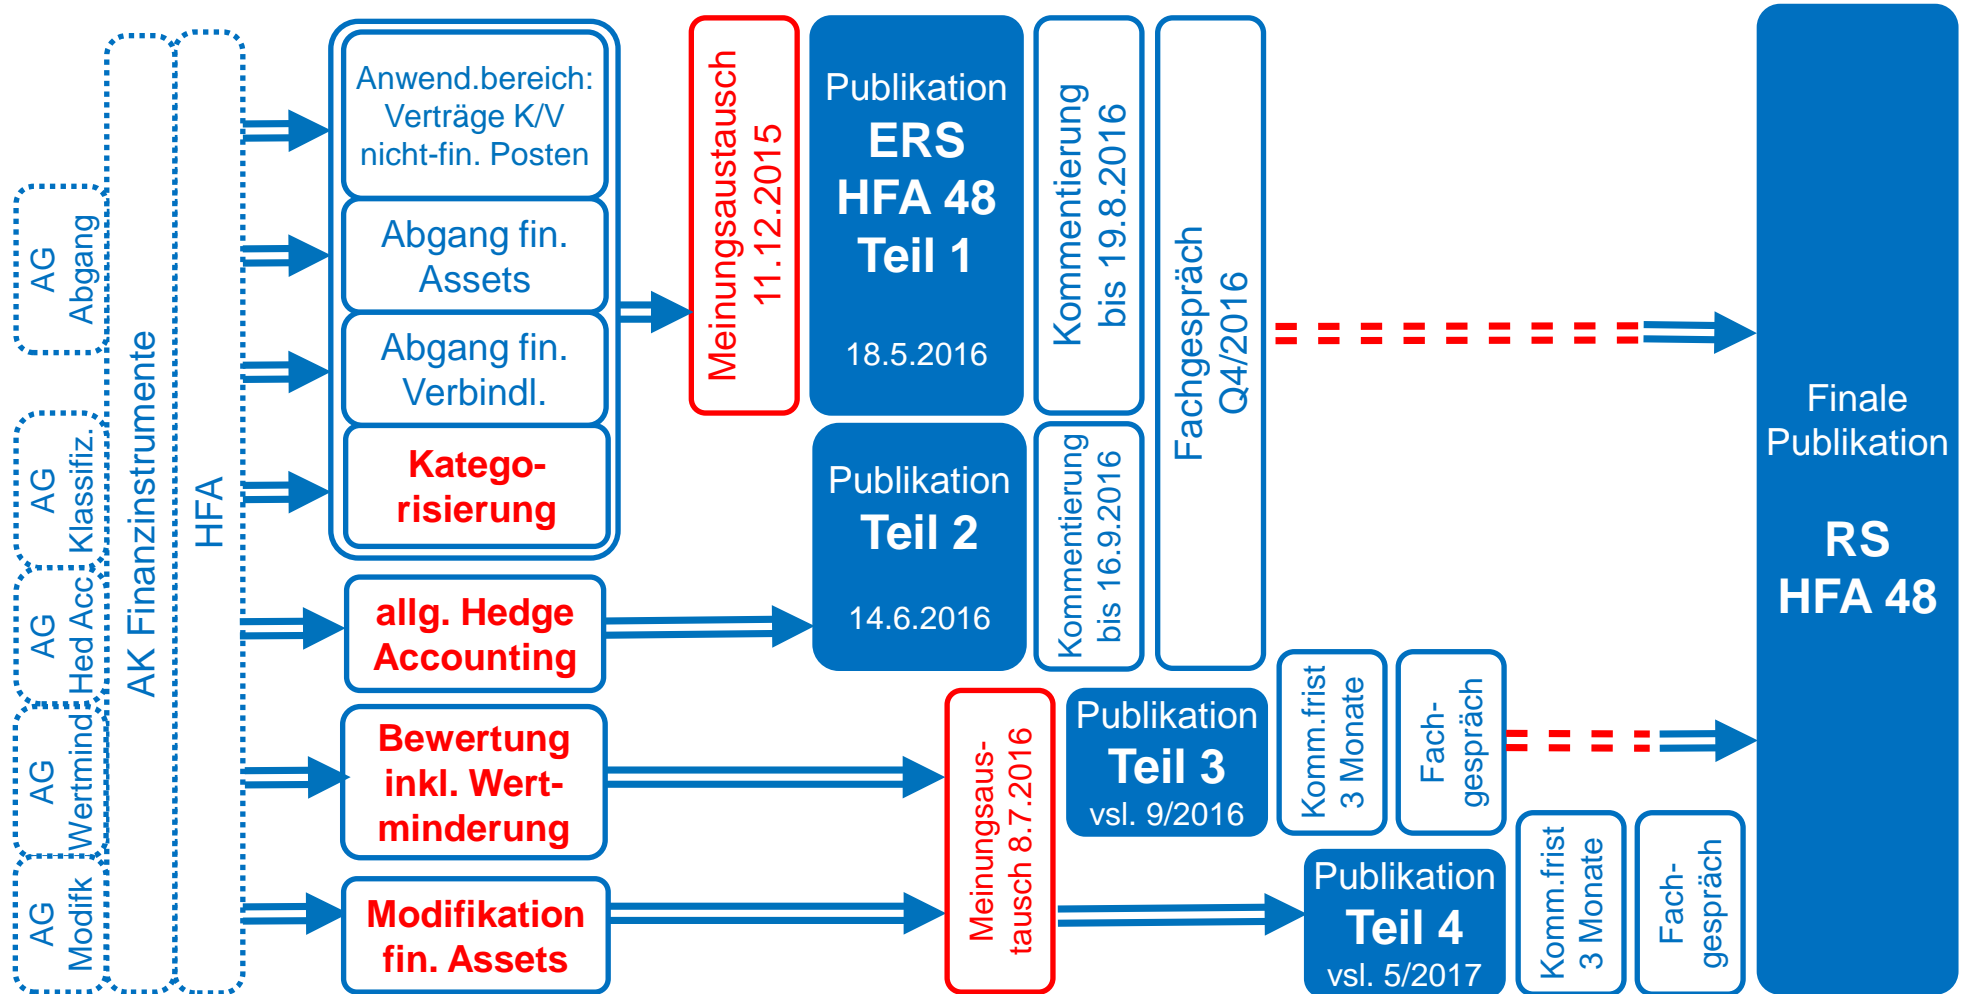 AG
Abgang
AG
Klassifiz.
AG
Hed Acc
AG
Wertmind
AG
Modifk
AK Finanzinstrumente
HFA
Anwend.bereich:
Verträge K/V
nicht-fin. Posten
Abgang fin.
Assets
Abgang fin.
Verbindl.
Katego-
risierung
allg. Hedge
Accounting
Bewertung
inkl. Wert-
minderung
Modifikation
fin. Assets
Meinungsaustausch
11.12.2015
Publikation
ERS
HFA 48
Teil 1
18.5.2016
Kommentierung
bis 19.8.2016
Publikation
Teil 2
14.6.2016
Kommentierung
bis 16.9.2016
Fachgespräch
Q4/2016
Meinungsaus-
tausch 8.7.2016
Publikation
Teil 3
vsl. 9/2016
Komm.frist
3 Monate
Fach-
gespräch
Publikation
Teil 4
vsl. 5/2017
Komm.frist
3 Monate
Fach-
gespräch
Finale
Publikation
RS
HFA 48